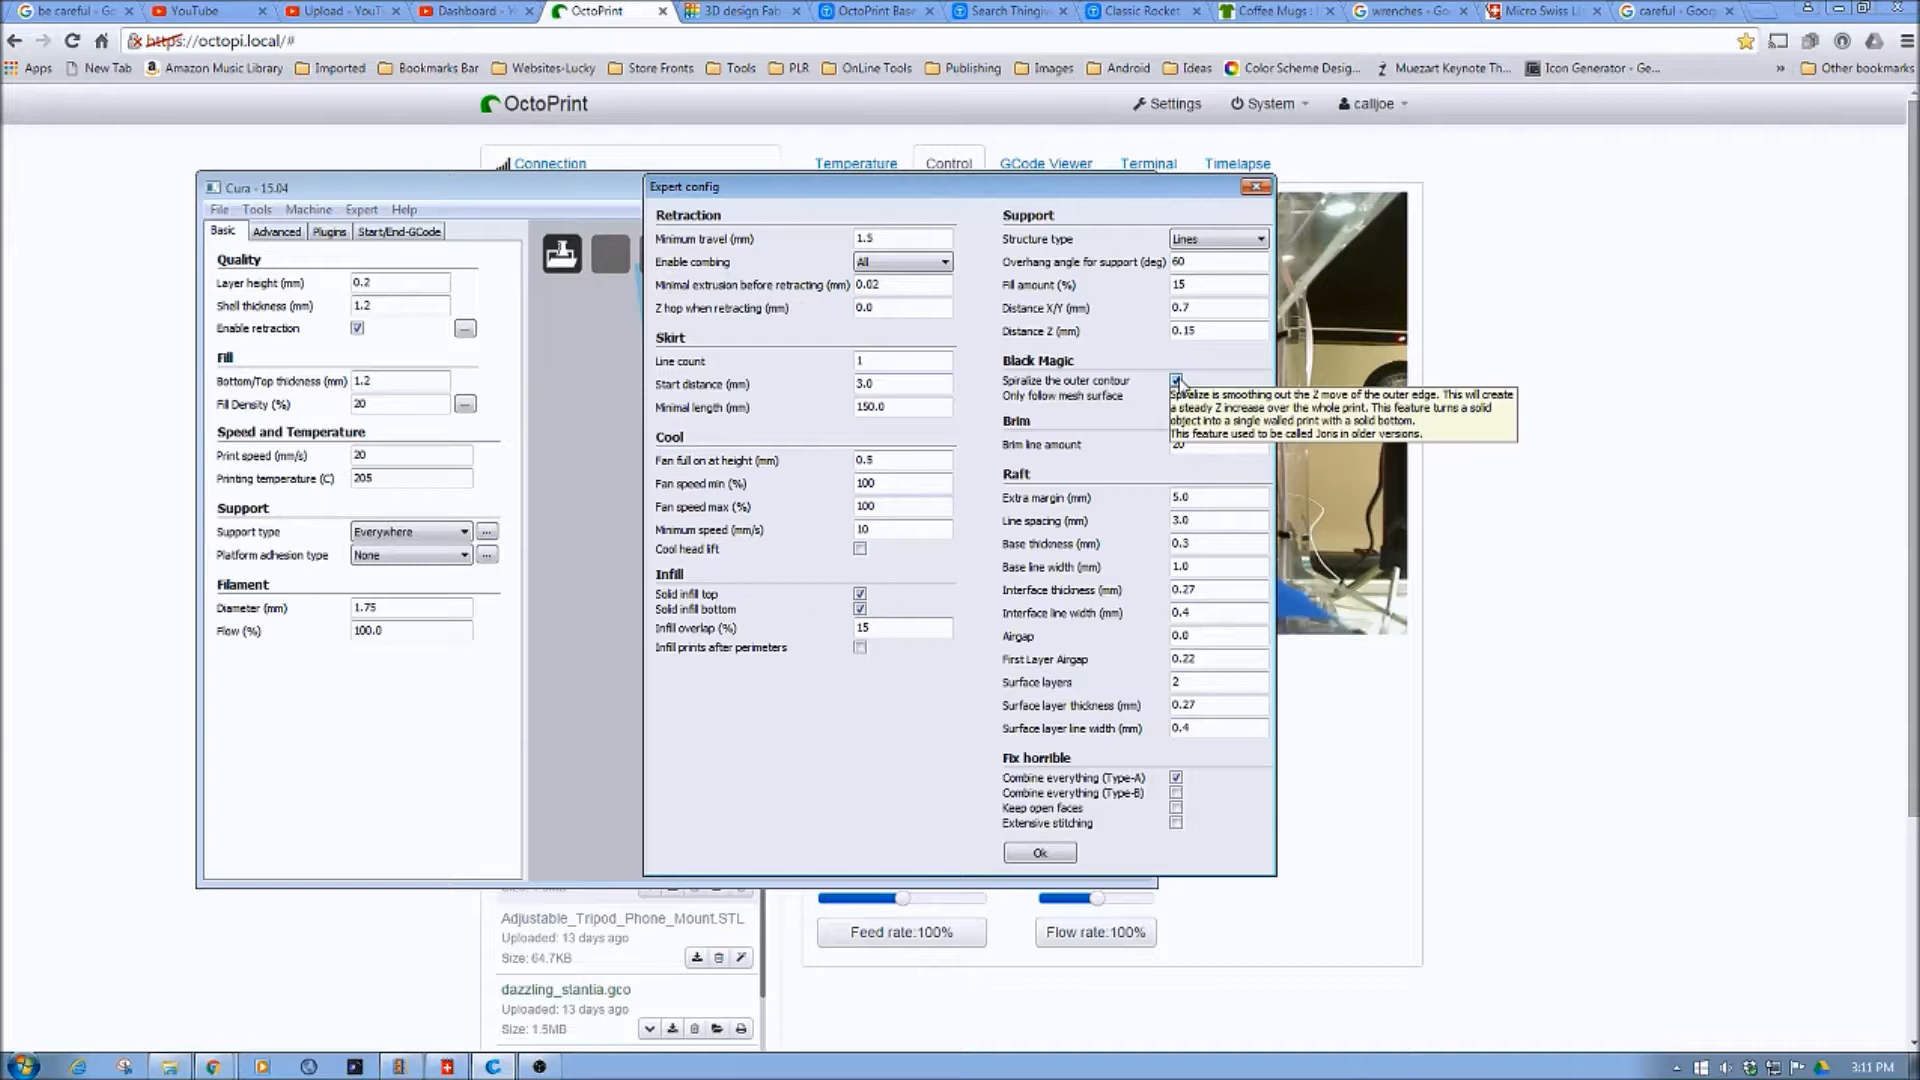 be careful - Go
YouTube
Upload - YouT
Dashboard - Y
OctoPrint
3D design Fab
OctoPrint Base
Search Thingiv
Classic Rocket
Coffee Mugs :
wrenches - Go
Micro Swiss L
careful - Goog
https://octopi.local/#
Apps
New Tab
Amazon Music Library
Imported
Bookmarks Bar
Websites-Lucky
Store Fronts
Tools
PLR
OnLine Tools
Publishing
Images
Android
Ideas
Color Scheme Desig...
Muezart Keynote Th...
Icon Generator - Ge...
»
Other bookmarks
OctoPrint
Settings
System
calljoe
Connection
Temperature
Control
GCode Viewer
Terminal
Timelapse
Cura - 15.04
File
Tools
Machine
Expert
Help
Basic
Advanced
Plugins
Start/End-GCode
Quality
Layer height (mm) 0.2
Shell thickness (mm) 1.2
Enable retraction ...
Fill
Bottom/Top thickness (mm) 1.2
Fill Density (%) 20 ...
Speed and Temperature
Print speed (mm/s) 20
Printing temperature (C) 205
Support
Support type Everywhere ...
Platform adhesion type None ...
Filament
Diameter (mm) 1.75
Flow (%) 100.0
Expert config
Retraction
Minimum travel (mm) 1.5
Enable combing All
Minimal extrusion before retracting (mm) 0.02
Z hop when retracting (mm) 0.0
Skirt
Line count 1
Start distance (mm) 3.0
Minimal length (mm) 150.0
Cool
Fan full on at height (mm) 0.5
Fan speed min (%) 100
Fan speed max (%) 100
Minimum speed (mm/s) 10
Cool head lift
Infill
Solid infill top
Solid infill bottom
Infill overlap (%) 15
Infill prints after perimeters
Support
Structure type Lines
Overhang angle for support (deg) 60
Fill amount (%) 15
Distance X/Y (mm) 0.7
Distance Z (mm) 0.15
Black Magic
Spiralize the outer contour
Only follow mesh surface
Spiralize is smoothing out the Z move of the outer edge. This will create
a steady Z increase over the whole print. This feature turns a solid
object into a single walled print with a solid bottom.
This feature used to be called Joris in older versions.
Brim
Brim line amount 20
Raft
Extra margin (mm) 5.0
Line spacing (mm) 3.0
Base thickness (mm) 0.3
Base line width (mm) 1.0
Interface thickness (mm) 0.27
Interface line width (mm) 0.4
Airgap 0.0
First Layer Airgap 0.22
Surface layers 2
Surface layer thickness (mm) 0.27
Surface layer line width (mm) 0.4
Fix horrible
Combine everything (Type-A)
Combine everything (Type-B)
Keep open faces
Extensive stitching
Ok
Adjustable_Tripod_Phone_Mount.STL
Uploaded: 13 days ago
Size: 64.7KB
dazzling_stantia.gco
Uploaded: 13 days ago
Size: 1.5MB
Feed rate:100%
Flow rate:100%
3:11 PM